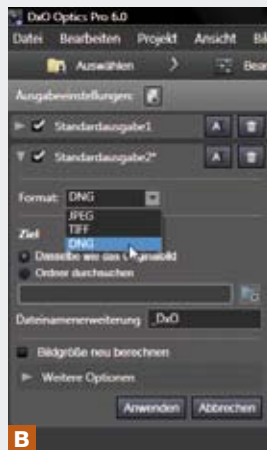 DxO Optics Pro 6.0
Datei Bearbeiten Projekt Ansicht
Auswählen
Ausgabeeinstellungen:
Standardausgabe1 A
Standardausgabe2* A
Format: DNG
JPEG
TIFF
Ziel
DNG
Dasselbe wie das Originalbild
Ordner durchsuchen
Dateinamenerweiterung _DxO
Bildgröße neu berechnen
Weitere Optionen
Anwenden Abbrechen
B